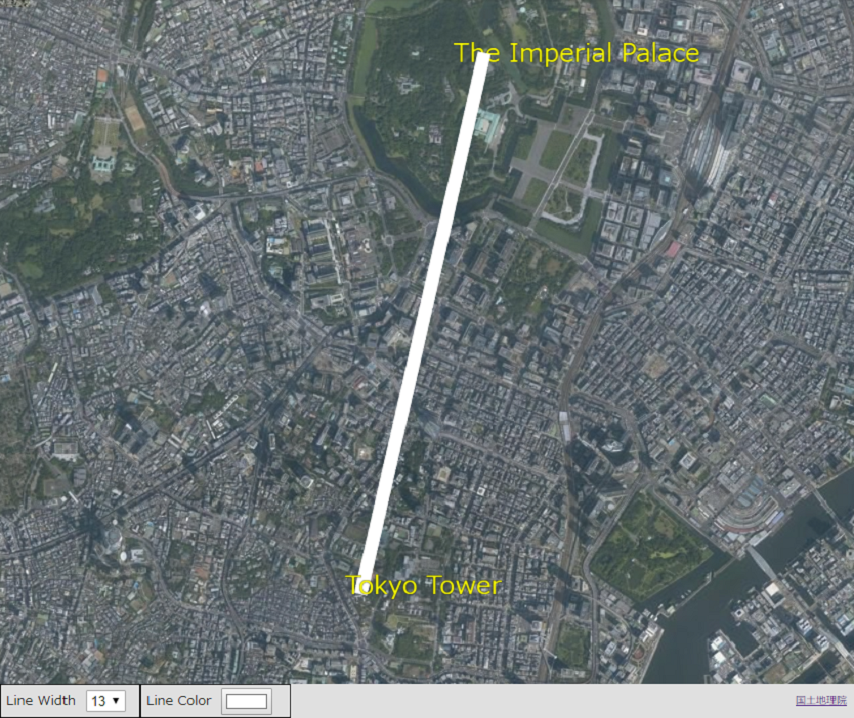 The Imperial Palace
Tokyo Tower
Line Width 13 ▼ Line Color 国土地理院